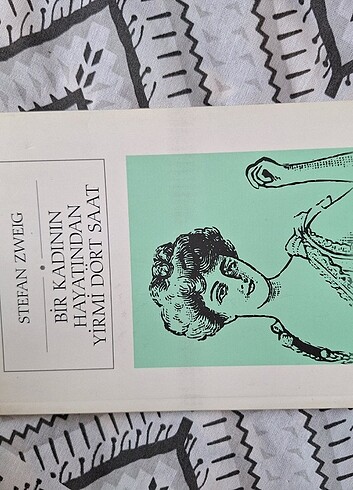 STEFAN ZWEIG
BİR KADININ
HAYATINDAN
YİRMİ DÖRT SAAT